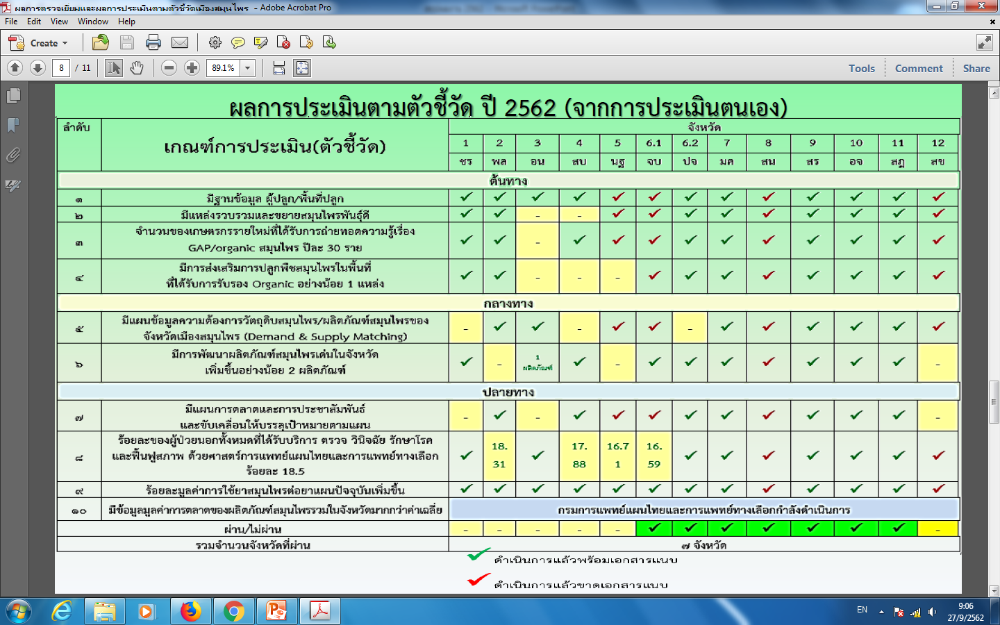 ผลการตรวจเยี่ยมและผลการประเมินตามตัวชี้วัดเมืองสมุนไพร - Adobe Acrobat Pro
File Edit View Window Help
Create
8 / 11 89.1% Tools Comment Share
ผลการประเมินตามตัวชี้วัด ปี 2562 (จากการประเมินตนเอง)
ลำดับ เกณฑ์การประเมิน(ตัวชี้วัด) จังหวัด
1 2 3 4 5 6.1 6.2 7 8 9 10 11 12
ชร พล อน สบ นฐ จบ ปจ มค สน สร อจ สฎ สข
ต้นทาง
๑ มีฐานข้อมูล ผู้ปลูก/พื้นที่ปลูก ✓ ✓ ✓ ✓ ✓ ✓ ✓ ✓ ✓ ✓ ✓ ✓ ✓
๒ มีแหล่งรวบรวมและขยายสมุนไพรพันธุ์ดี ✓ ✓ - - ✓ ✓ ✓ ✓ ✓ ✓ ✓ ✓ ✓
๓ จำนวนของเกษตรกรรายใหม่ที่ได้รับการถ่ายทอดความรู้เรื่อง
GAP/organic สมุนไพร ปีละ 30 ราย ✓ ✓ - ✓ ✓ ✓ ✓ ✓ ✓ ✓ ✓ ✓ ✓
๔ มีการส่งเสริมการปลูกพืชสมุนไพรในพื้นที่
ที่ได้รับการรับรอง Organic อย่างน้อย 1 แหล่ง ✓ ✓ - - - ✓ ✓ ✓ ✓ ✓ ✓ ✓ ✓
กลางทาง
๕ มีแผนข้อมูลความต้องการวัตถุดิบสมุนไพร/ผลิตภัณฑ์สมุนไพรของ
จังหวัดเมืองสมุนไพร (Demand & Supply Matching) - ✓ ✓ - ✓ ✓ - ✓ ✓ ✓ ✓ ✓ ✓
๖ มีการพัฒนาผลิตภัณฑ์สมุนไพรเด่นในจังหวัด
เพิ่มขึ้นอย่างน้อย 2 ผลิตภัณฑ์ ✓ - 1 ผลิตภัณฑ์ ✓ - ✓ ✓ ✓ ✓ ✓ ✓ ✓ -
ปลายทาง
๗ มีแผนการตลาดและการประชาสัมพันธ์
และขับเคลื่อนให้บรรลุเป้าหมายตามแผน - ✓ - ✓ ✓ ✓ ✓ ✓ ✓ ✓ ✓ ✓ -
๘ ร้อยละของผู้ป่วยนอกทั้งหมดที่ได้รับบริการ ตรวจ วินิจฉัย รักษาโรค
และฟื้นฟูสภาพ ด้วยศาสตร์การแพทย์แผนไทยและการแพทย์ทางเลือก
ร้อยละ 18.5 ✓ 18.31 ✓ 17.88 16.71 16.59 ✓ ✓ ✓ ✓ ✓ ✓ ✓
๙ ร้อยละมูลค่าการใช้ยาสมุนไพรต่อยาแผนปัจจุบันเพิ่มขึ้น ✓ ✓ ✓ ✓ ✓ ✓ ✓ ✓ ✓ ✓ ✓ ✓ ✓
๑๐ มีข้อมูลมูลค่าการตลาดของผลิตภัณฑ์สมุนไพรรวมในจังหวัดมากกว่าค่าเฉลี่ย กรมการแพทย์แผนไทยและการแพทย์ทางเลือกกำลังดำเนินการ
ผ่าน/ไม่ผ่าน - - - - - ✓ ✓ ✓ ✓ ✓ ✓ ✓ -
รวมจำนวนจังหวัดที่ผ่าน ๗ จังหวัด
✓ ดำเนินการแล้วพร้อมเอกสารแนบ
✓ ดำเนินการแล้วขาดเอกสารแนบ
EN 9:06
27/9/2562